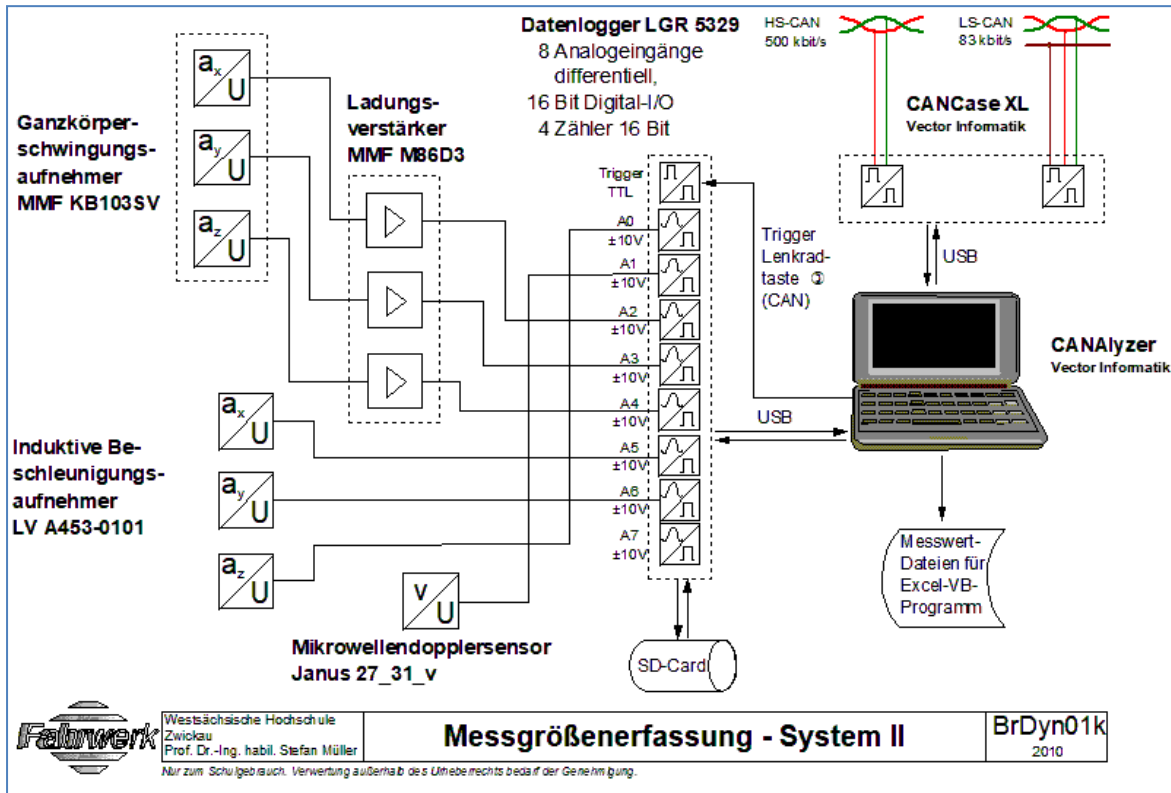 Datenlogger LGR 5329
8 Analogeingänge
differentiell,
16 Bit Digital-I/O
4 Zähler 16 Bit
HS-CAN
500 kbit/s
LS-CAN
83 kbit/s
CANCase XL
Vector Informatik
Ganzkörper-
schwingungs-
aufnehmer
MMF KB103SV
a x
U
a y
U
a z
U
Ladungs-
verstärker
MMF M86D3
Trigger
TTL
A0
±10V
A1
±10V
A2
±10V
A3
±10V
A4
±10V
A5
±10V
A6
±10V
A7
±10V
Trigger
Lenkrad-
taste ③
(CAN)
USB
CANAlyzer
Vector Informatik
USB
Induktive Be-
schleunigungs-
aufnehmer
LV A453-0101
a x
U
a y
U
a z
U
v
U
Mikrowellendopplersensor
Janus 27_31_v
SD-Card
Messwert-
Dateien für
Excel-VB-
Programm
Fahrwerk
Westsächsische Hochschule
Zwickau
Prof. Dr.-Ing. habil. Stefan Müller
Messgrößenerfassung - System II
BrDyn01k
2010
Nur zum Schulgebrauch. Verwertung außerhalb des Urheberrechts bedarf der Genehmigung.